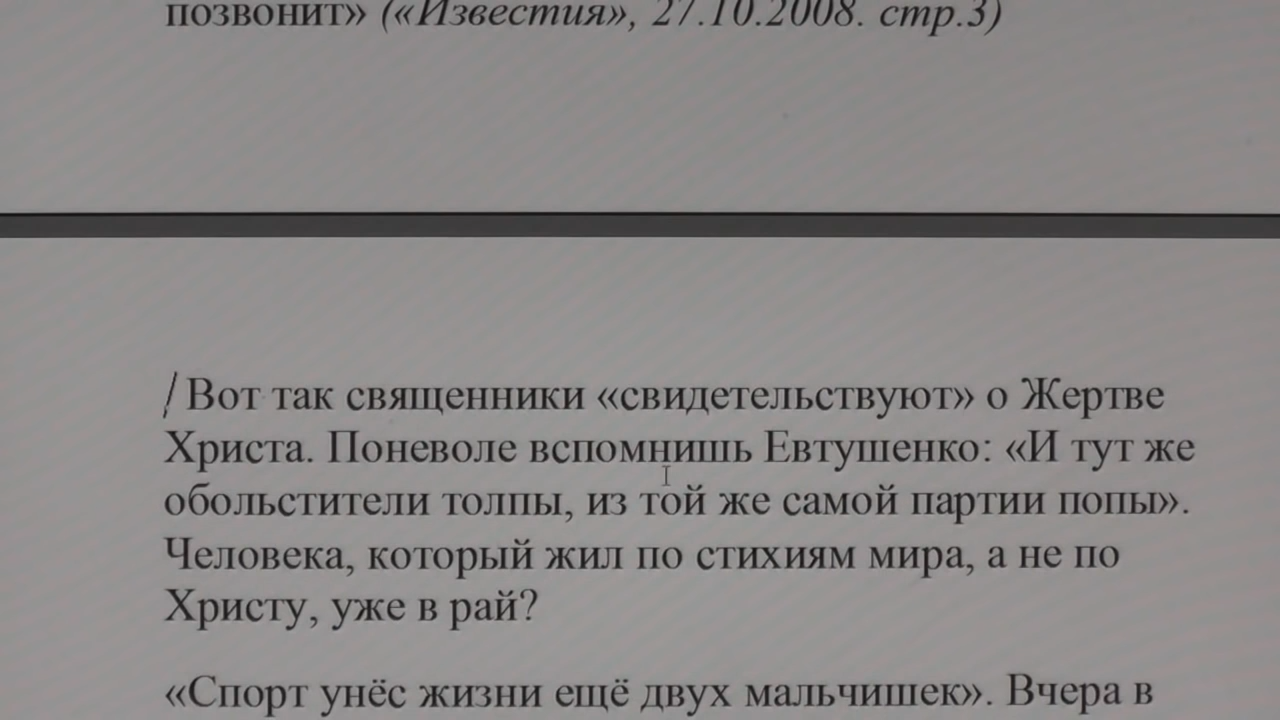 позвонит» («Известия», 27.10.2008. стр.3)
/ Вот так священники «свидетельствуют» о Жертве
Христа. Поневоле вспомнишь Евтушенко: «И тут же
обольстители толпы, из той же самой партии попы».
Человека, который жил по стихиям мира, а не по
Христу, уже в рай?
«Спорт унёс жизни ещё двух мальчишек». Вчера в